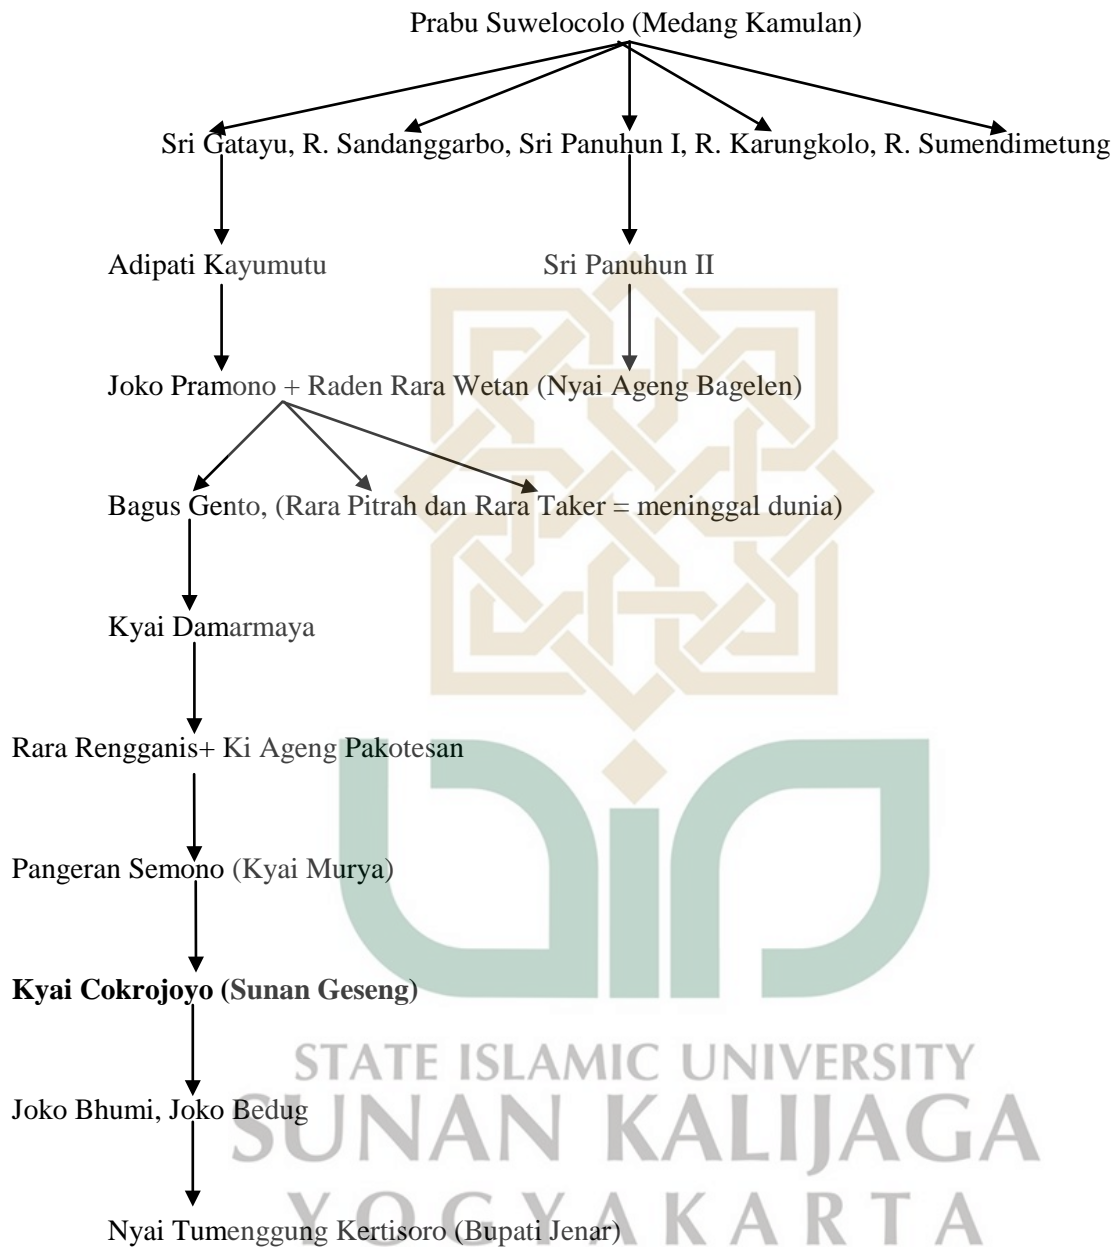 Prabu Suwelocolo (Medang Kamulan)
Sri Gatayu, R. Sandanggarbo, Sri Panuhun I, R. Karungkolo, R. Sumendimetung
Adipati Kayumutu Sri Panuhun II
Joko Pramono + Raden Rara Wetan (Nyai Ageng Bagelen)
Bagus Gento, (Rara Pitrah dan Rara Taker = meninggal dunia)
Kyai Damarmaya
Rara Rengganis+ Ki Ageng Pakotesan
Pangeran Semono (Kyai Murya)
Kyai Cokrojoyo (Sunan Geseng)
STATE ISLAMIC UNIVERSITY
Joko Bhumi, Joko Bedug
SUNAN KALIJAGA
YOGYAKARTA
Nyai Tumenggung Kertisoro (Bupati Jenar)